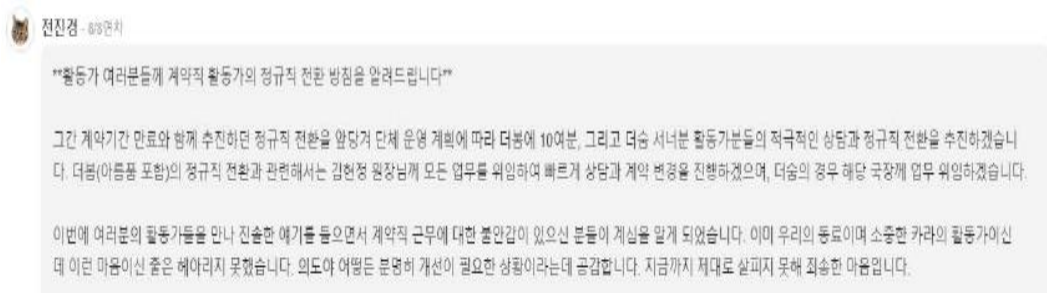 전진경 - 8/8연차
**활동가 여러분들께 계약직 활동가의 정규직 전환 방침을 알려드립니다**
그간 계약기간 만료와 함께 추진하던 정규직 전환을 앞당겨 단체 운영 계획에 따라 더봄에 10여분, 그리고 더숨 서너분 활동가분들의 적극적인 상담과 정규직 전환을 추진하겠습니
다. 더봄(아름품 포함)의 정규직 전환과 관련해서는 김현정 원장님께 모든 업무를 위임하여 빠르게 상담과 계약 변경을 진행하겠으며, 더숨의 경우 해당 국장께 업무 위임하겠습니다.
이번에 여러분의 활동가들을 만나 진솔한 얘기를 들으면서 계약직 근무에 대한 불안감이 있으신 분들이 계심을 알게 되었습니다. 이미 우리의 동료이며 소중한 카라의 활동가이신
데 이런 마음이신 줄은 헤아리지 못했습니다. 의도야 어떻든 분명히 개선이 필요한 상황이라는데 공감합니다. 지금까지 제대로 살피지 못해 죄송한 마음입니다.